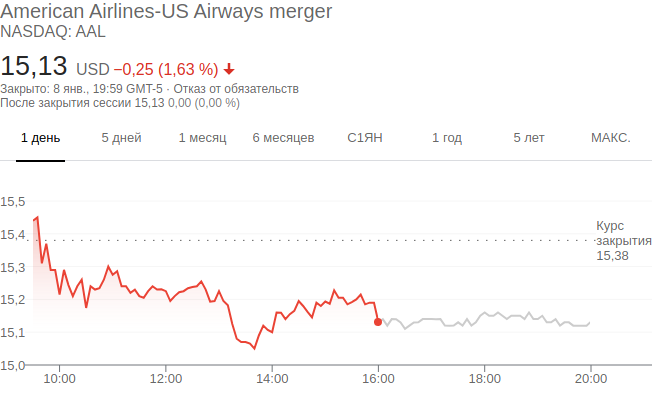 American Airlines-US Airways merger
NASDAQ: AAL
15,13 USD −0,25 (1,63 %)
Закрыто: 8 янв., 19:59 GMT-5 · Отказ от обязательств
После закрытия сессии 15,13 0,00 (0,00 %)
1 день 5 дней 1 месяц 6 месяцев С1ЯН 1 год 5 лет МАКС.
15,5
15,4
15,3
15,2
15,1
15,0
Курс
закрытия
15,38
10:00 12:00 14:00 16:00 18:00 20:00